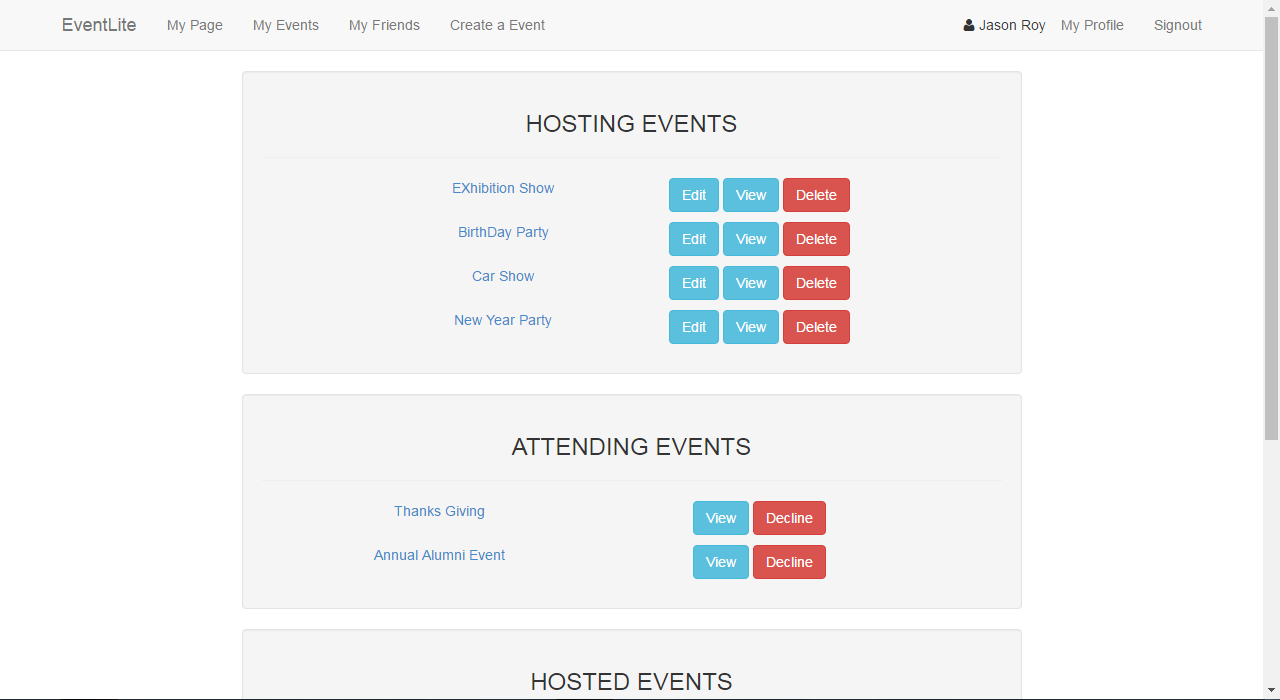 EventLite My Page My Events My Friends Create a Event Jason Roy My Profile Signout
HOSTING EVENTS
EXhibition Show Edit View Delete
BirthDay Party Edit View Delete
Car Show Edit View Delete
New Year Party Edit View Delete
ATTENDING EVENTS
Thanks Giving View Decline
Annual Alumni Event View Decline
HOSTED EVENTS